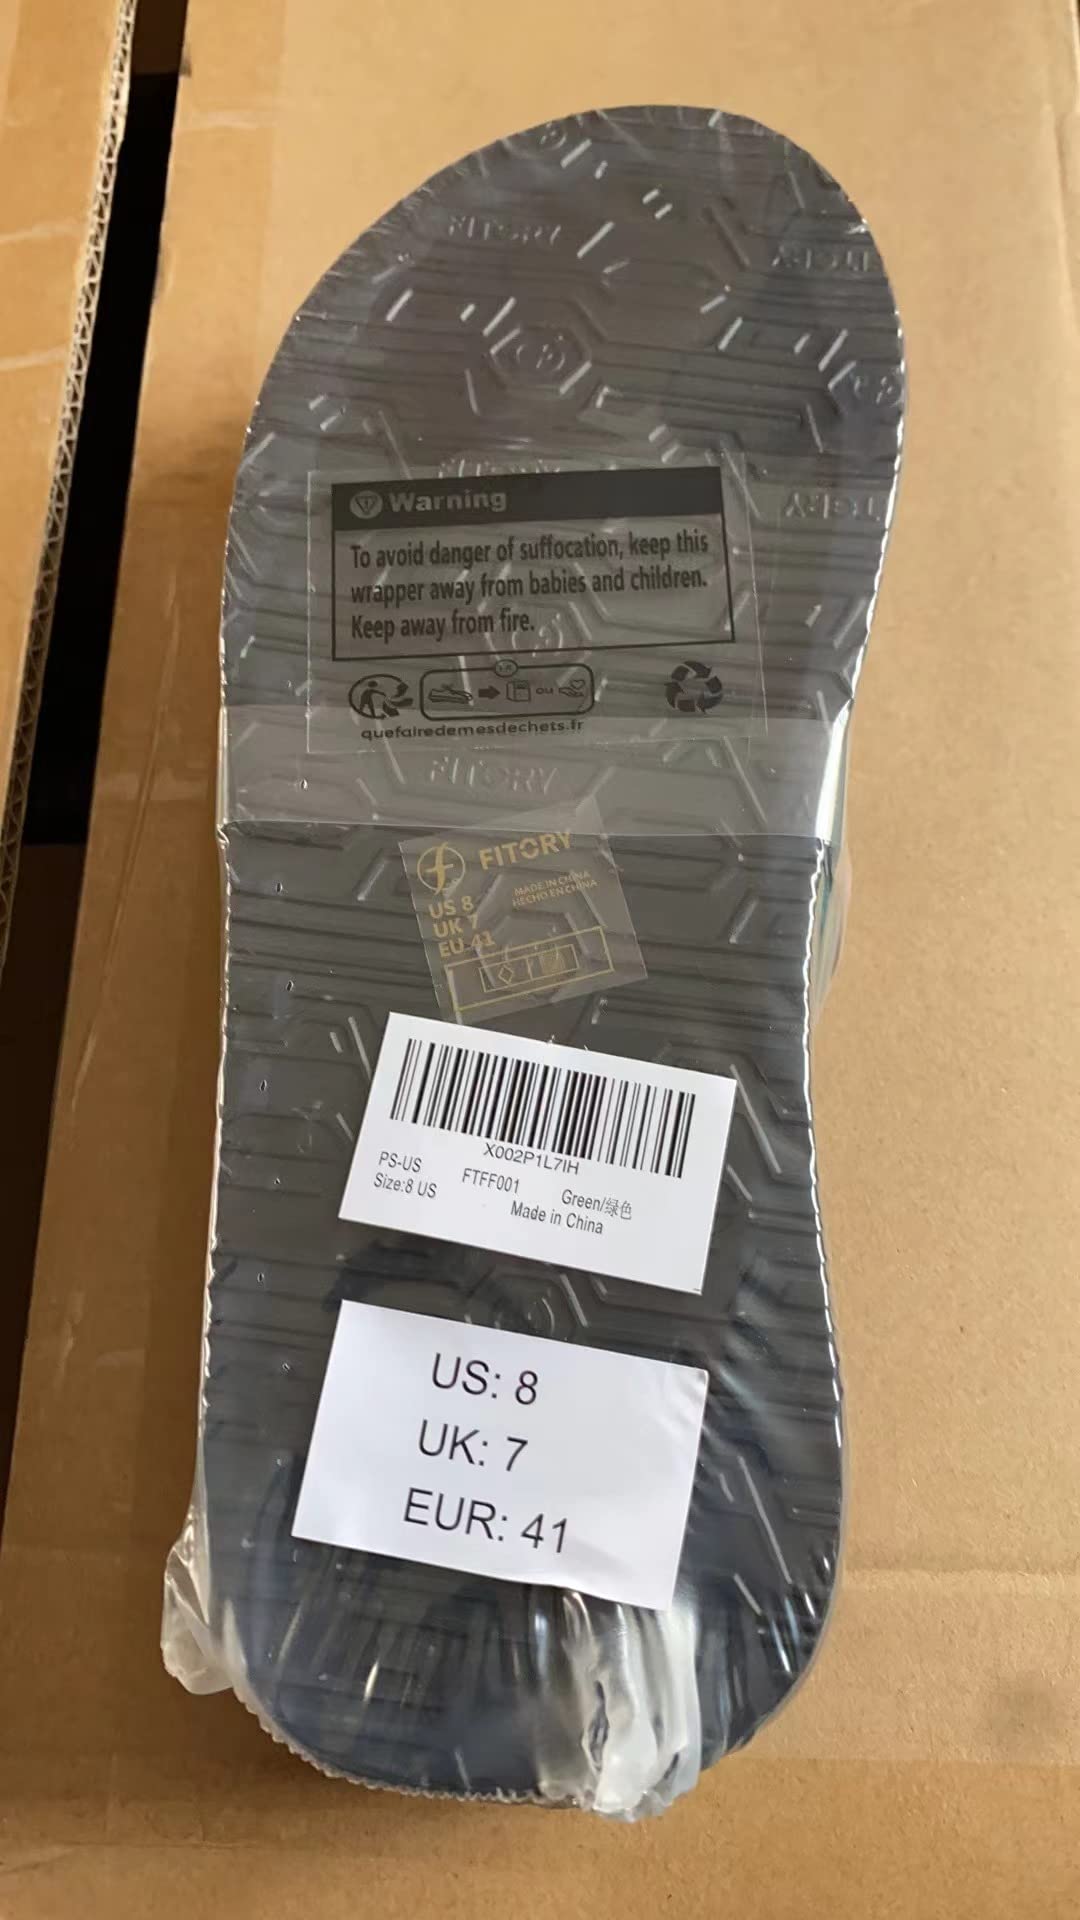 FITORY
FITORY
Warning
To avoid danger of suffocation, keep this
wrapper away from babies and children.
Keep away from fire.
ou
quefairedemesdechets.fr
FITORY
FITORY
MADE IN CHINA
HECHO EN CHINA
US 8
UK 7
EU 41
X002P1L7IH
PS-US FTFF001 Green/绿色
Size:8 US Made in China
US: 8
UK: 7
EUR: 41